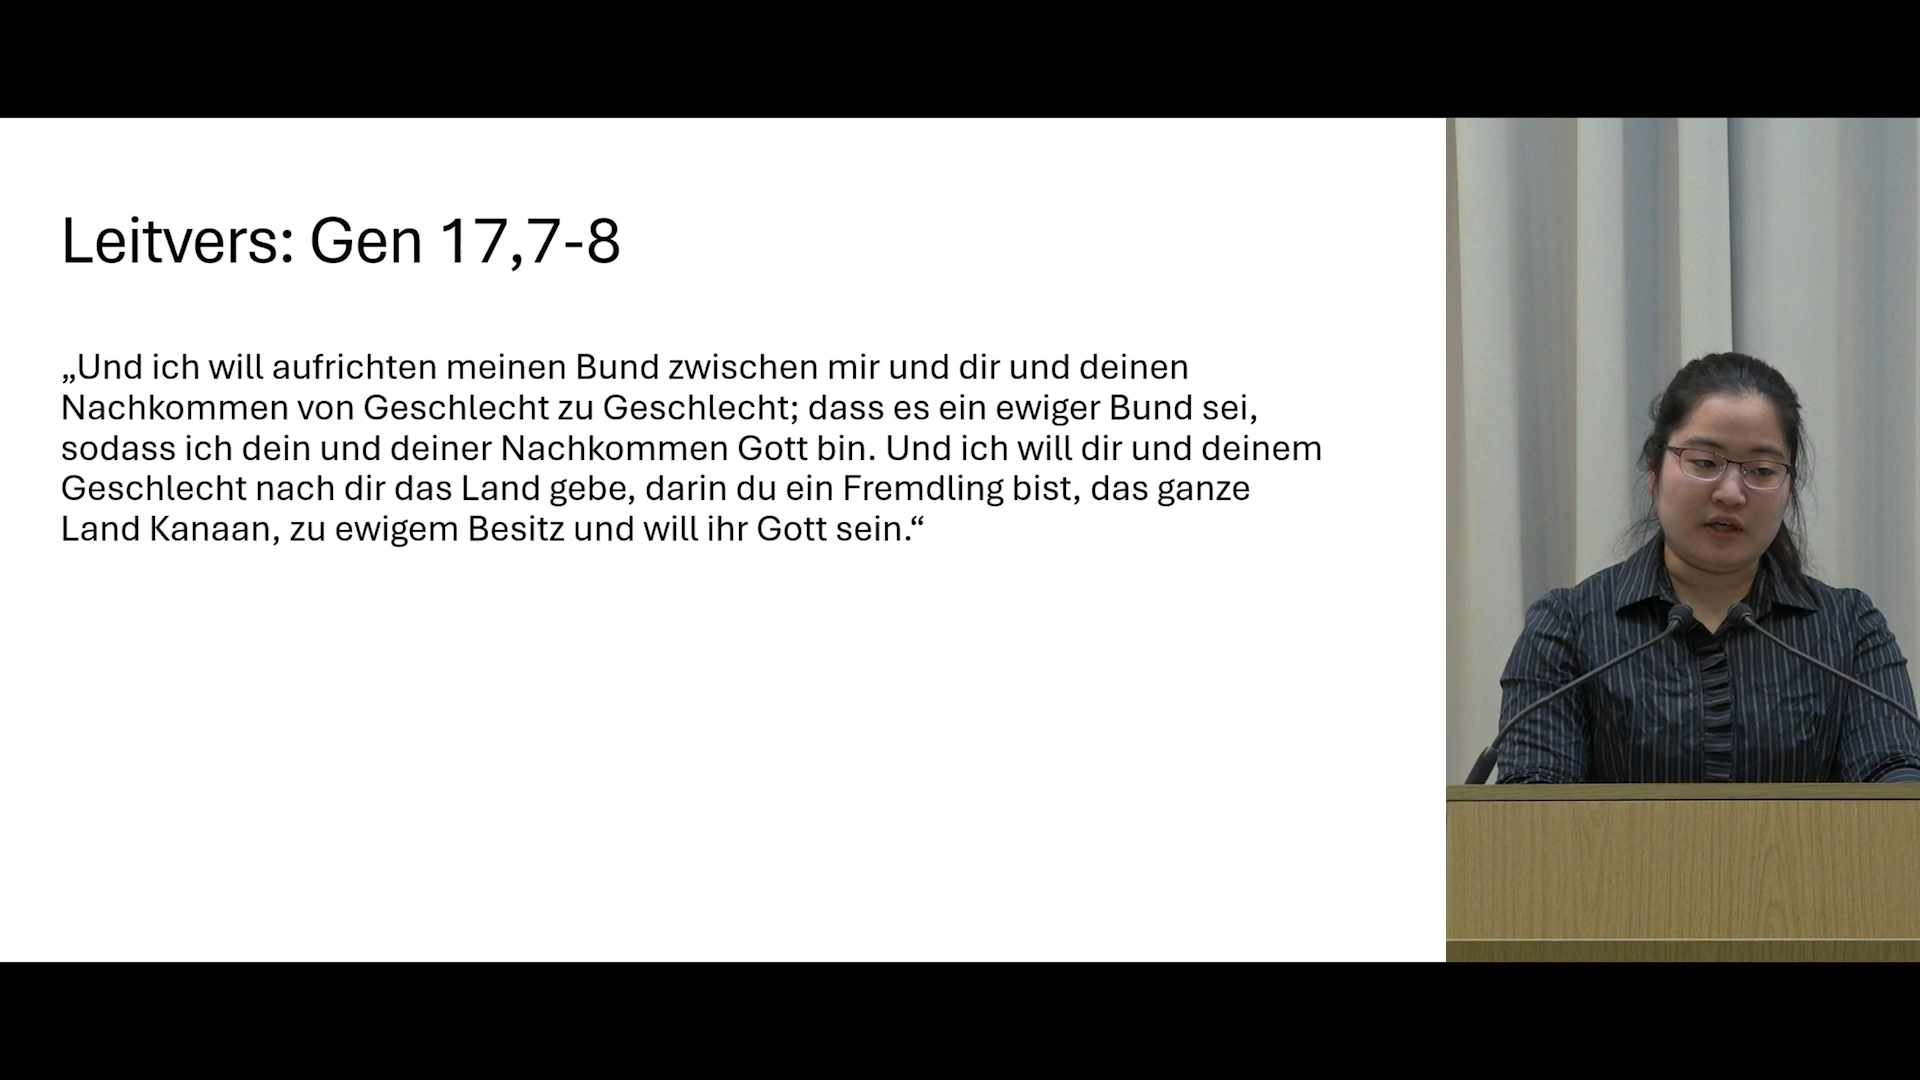 Leitvers: Gen 17,7-8
„Und ich will aufrichten meinen Bund zwischen mir und dir und deinen
Nachkommen von Geschlecht zu Geschlecht; dass es ein ewiger Bund sei,
sodass ich dein und deiner Nachkommen Gott bin. Und ich will dir und deinem
Geschlecht nach dir das Land gebe, darin du ein Fremdling bist, das ganze
Land Kanaan, zu ewigem Besitz und will ihr Gott sein.“